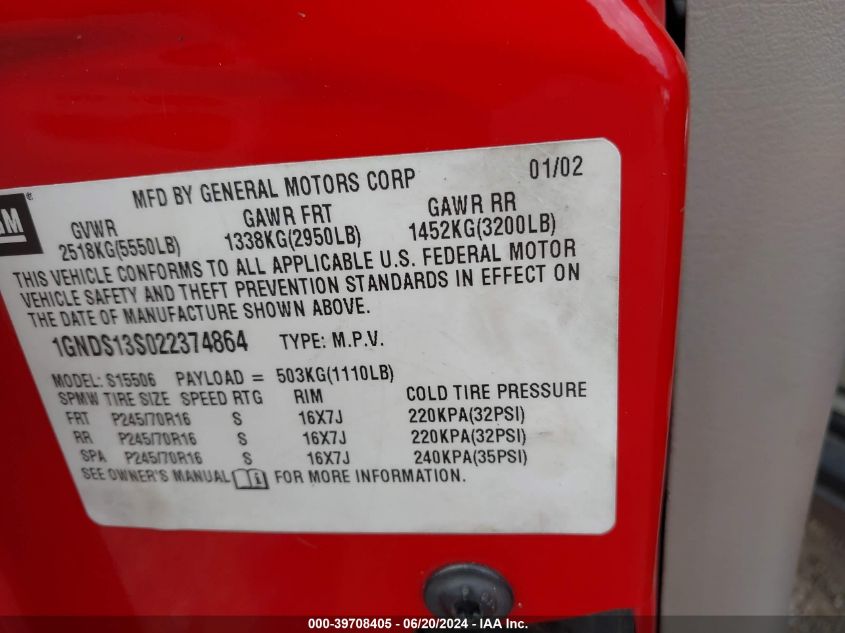 MFD BY GENERAL MOTORS CORP 01/02
GM
GVWR GAWR FRT GAWR RR
2518KG(5550LB) 1338KG(2950LB) 1452KG(3200LB)
THIS VEHICLE CONFORMS TO ALL APPLICABLE U.S. FEDERAL MOTOR
VEHICLE SAFETY AND THEFT PREVENTION STANDARDS IN EFFECT ON
THE DATE OF MANUFACTURE SHOWN ABOVE.
1GNDS13S022374864 TYPE: M.P.V.
MODEL: S15506 PAYLOAD = 503KG(1110LB)
SPMW TIRE SIZE SPEED RTG RIM COLD TIRE PRESSURE
FRT P245/70R16 S 16X7J 220KPA(32PSI)
RR P245/70R16 S 16X7J 220KPA(32PSI)
SPA P245/70R16 S 16X7J 240KPA(35PSI)
SEE OWNER'S MANUAL FOR MORE INFORMATION.
000-39708405 - 06/20/2024 - IAA Inc.